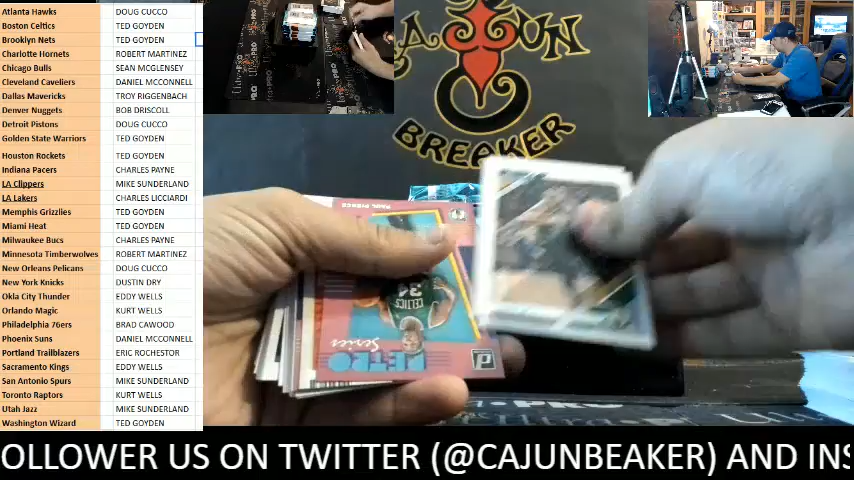 Atlanta Hawks DOUG CUCCO
Boston Celtics TED GOYDEN
Brooklyn Nets TED GOYDEN
Charlotte Hornets ROBERT MARTINEZ
Chicago Bulls SEAN MCGLENSEY
Cleveland Cavaliers DANIEL MCCONNELL
Dallas Mavericks TROY RIGGENBACH
Denver Nuggets BOB DRISCOLL
Detroit Pistons DOUG CUCCO
Golden State Warriors TED GOYDEN
Houston Rockets TED GOYDEN
Indiana Pacers CHARLES PAYNE
LA Clippers MIKE SUNDERLAND
LA Lakers CHARLES LICCIARDI
Memphis Grizzlies TED GOYDEN
Miami Heat TED GOYDEN
Milwaukee Bucs CHARLES PAYNE
Minnesota Timberwolves ROBERT MARTINEZ
New Orleans Pelicans DOUG CUCCO
New York Knicks DUSTIN DRY
Okla City Thunder EDDY WELLS
Orlando Magic KURT WELLS
Philadelphia 76ers BRAD CAWOOD
Phoenix Suns DANIEL MCCONNELL
Portland Trailblazers ERIC ROCHESTOR
Sacramento Kings EDDY WELLS
San Antonio Spurs MIKE SUNDERLAND
Toronto Raptors KURT WELLS
Utah Jazz MIKE SUNDERLAND
Washington Wizard TED GOYDEN
JUN
BREAKER
PAUL PIERCE
CELTICS
34
RETRO
Series
PRO
OLLOWER US ON TWITTER (@CAJUNBEAKER) AND INS